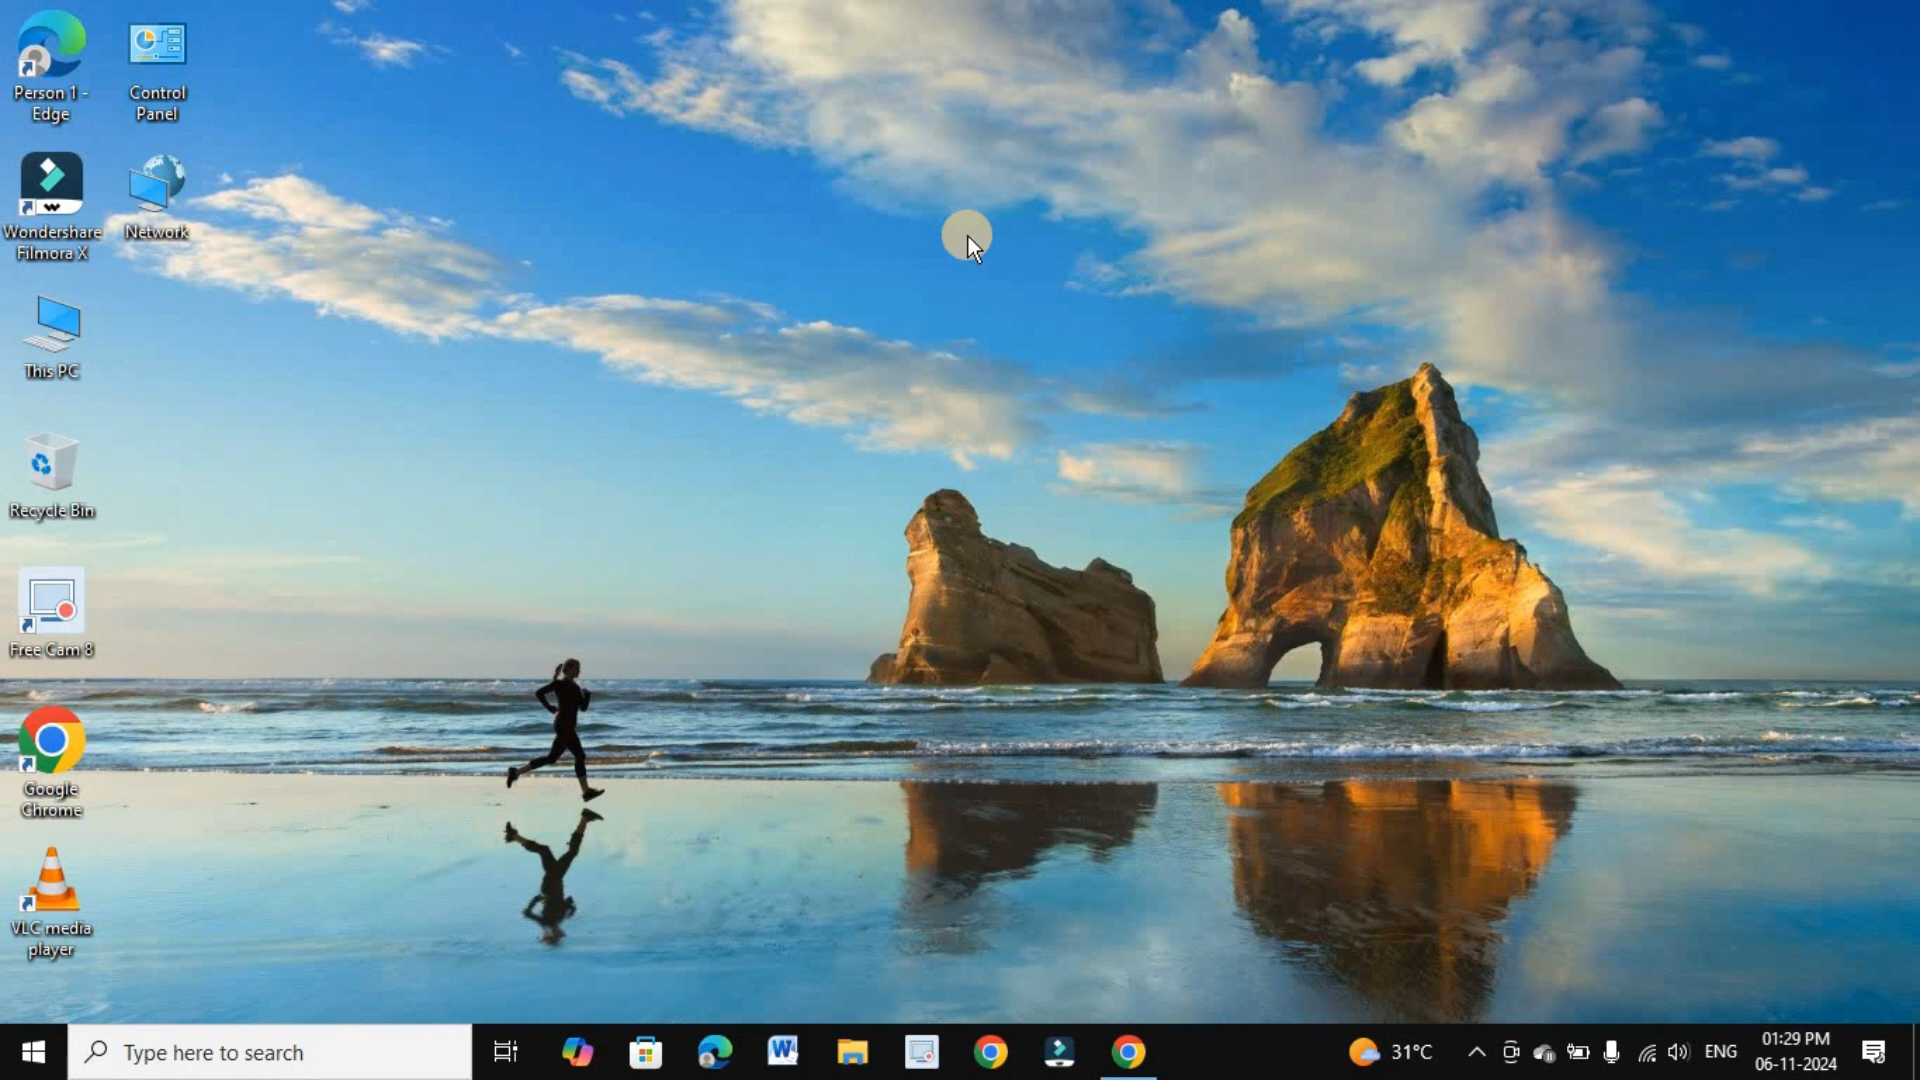 Person 1 -
Edge
Control
Panel
Wondershare
Filmora X
Network
This PC
Recycle Bin
Free Cam 8
Google
Chrome
VLC media
player
Type here to search
31°C
ENG
01:29 PM
06-11-2024